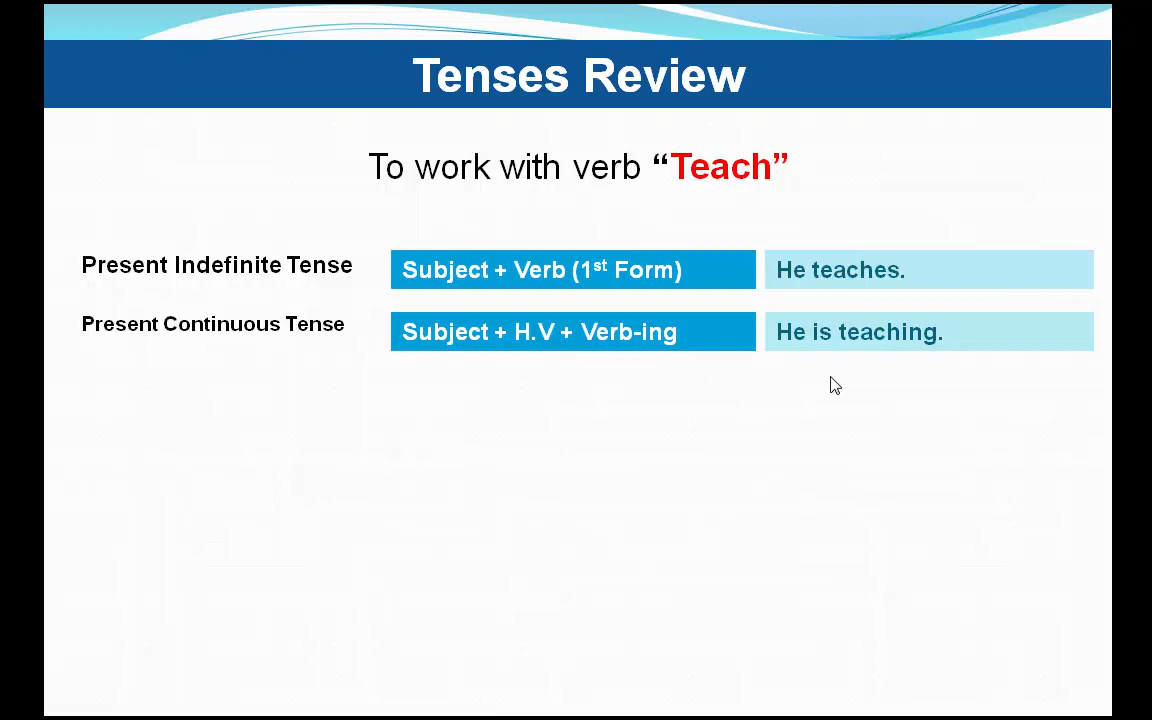 Tenses Review
To work with verb “Teach”
Present Indefinite Tense
Subject + Verb (1st Form)
He teaches.
Present Continuous Tense
Subject + H.V + Verb-ing
He is teaching.